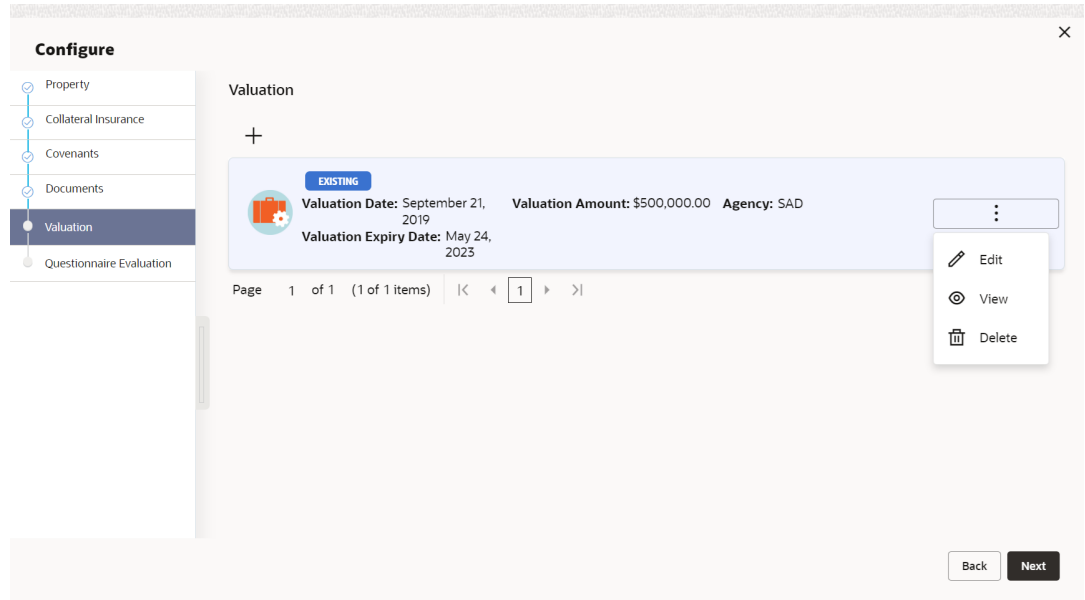 Configure
Property
Collateral Insurance
Covenants
Documents
Valuation
Questionnaire Evaluation
Valuation
EXISTING
Valuation Date: September 21, 2019
Valuation Expiry Date: May 24, 2023
Valuation Amount: $500,000.00
Agency: SAD
Edit
View
Delete
Page 1 of 1 (1 of 1 items) 1
Back
Next